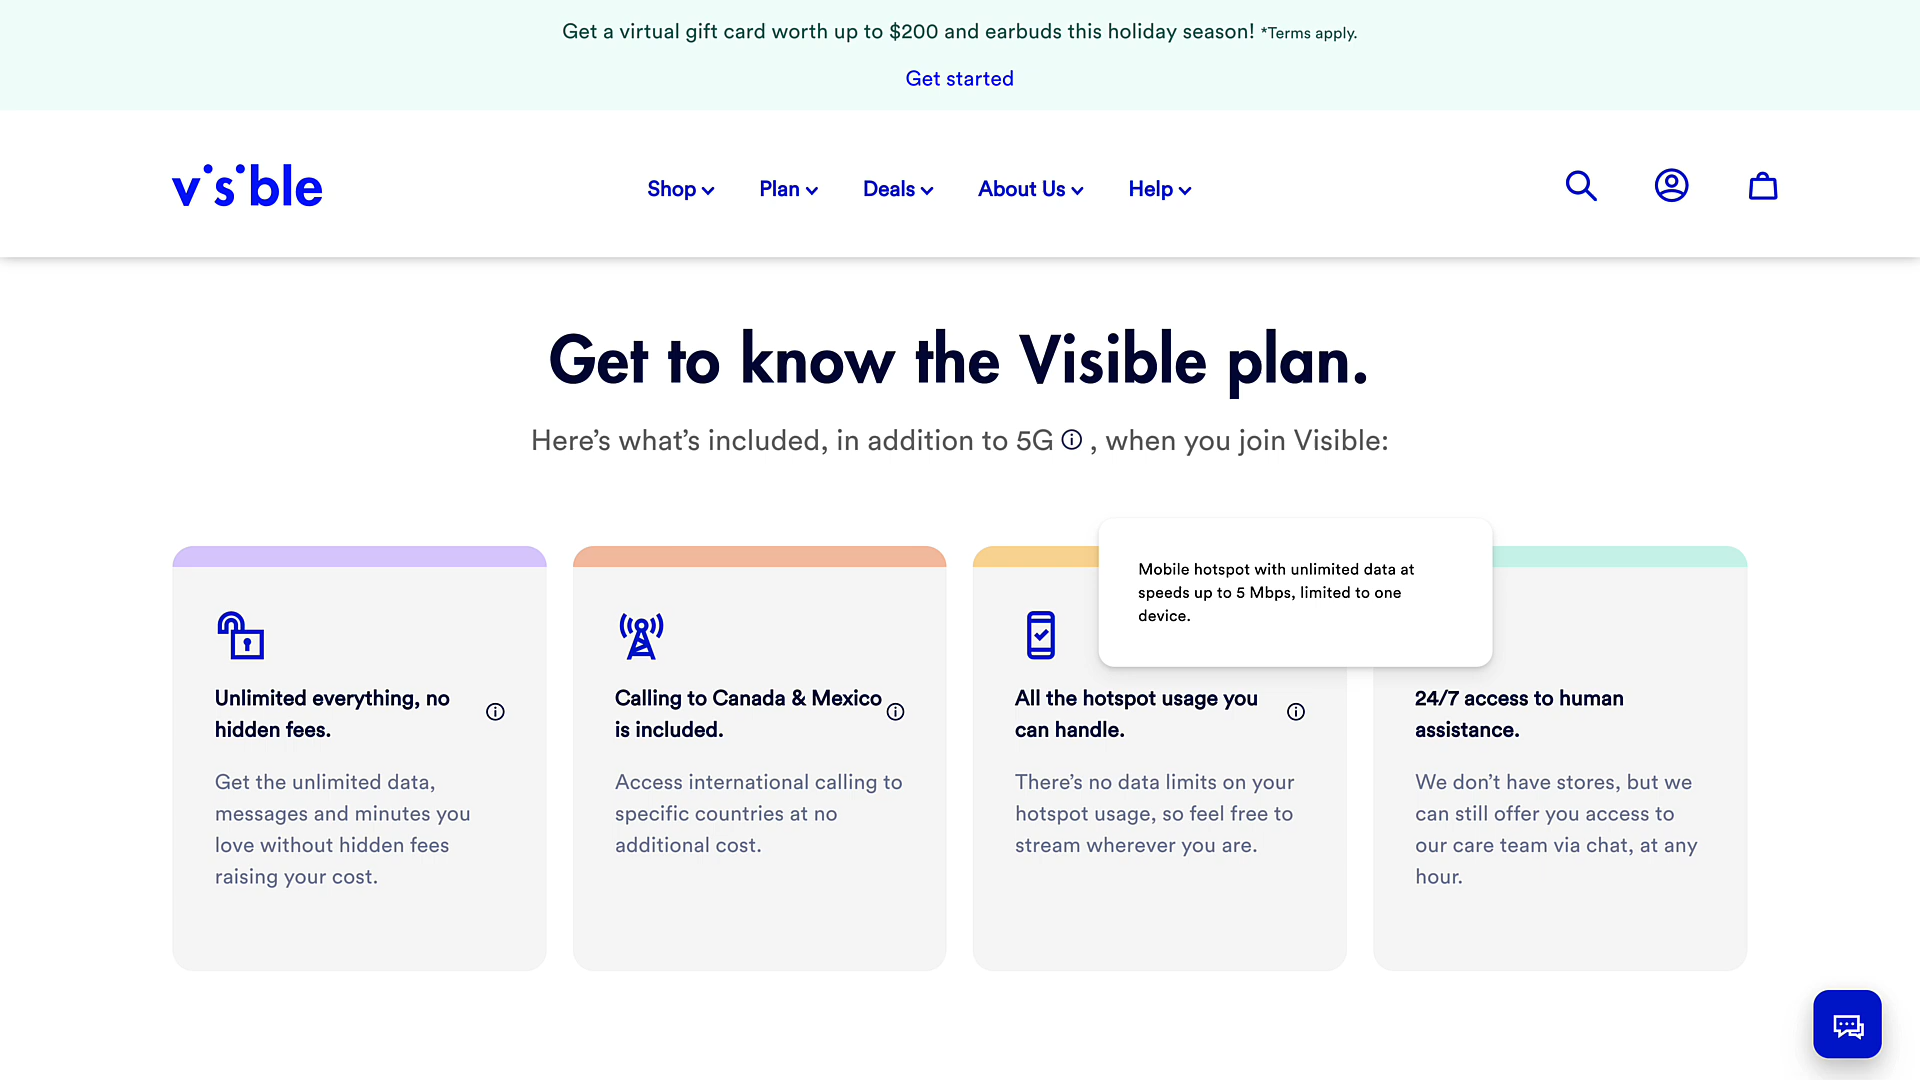 Get a virtual gift card worth up to $200 and earbuds this holiday season! *Terms apply.
Get started
visible
Shop
Plan
Deals
About Us
Help
Get to know the Visible plan.
Here’s what’s included, in addition to 5G , when you join Visible:
Unlimited everything, no
hidden fees.
Get the unlimited data,
messages and minutes you
love without hidden fees
raising your cost.
Calling to Canada & Mexico
is included.
Access international calling to
specific countries at no
additional cost.
Mobile hotspot with unlimited data at
speeds up to 5 Mbps, limited to one
device.
All the hotspot usage you
can handle.
There’s no data limits on your
hotspot usage, so feel free to
stream wherever you are.
24/7 access to human
assistance.
We don’t have stores, but we
can still offer you access to
our care team via chat, at any
hour.